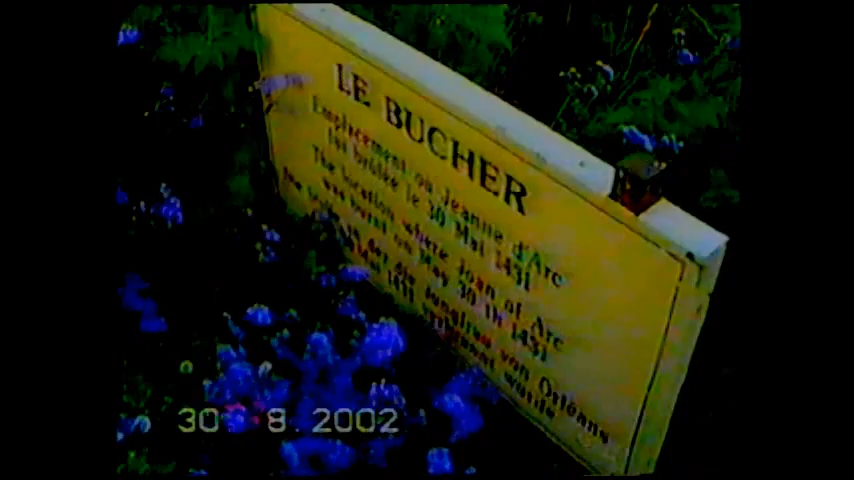 LE BUCHER
Emplacement où Jeanne d'Arc
fut brûlée le 30 Mai 1431
The location where Joan of Arc
was burnt on May 30 th 1431
der die Jungfrau von Orléans
1431 verbrannt wurde
30. 8.2002